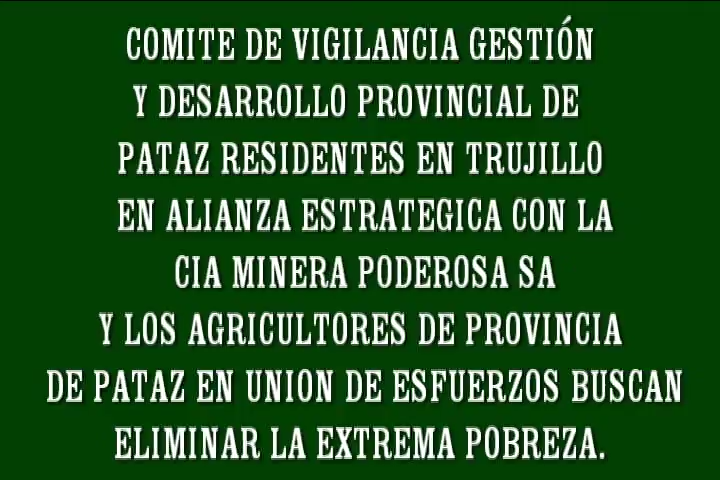 COMITE DE VIGILANCIA GESTIÓN
Y DESARROLLO PROVINCIAL DE
PATAZ RESIDENTES EN TRUJILLO
EN ALIANZA ESTRATEGICA CON LA
CIA MINERA PODEROSA SA
Y LOS AGRICULTORES DE PROVINCIA
DE PATAZ EN UNION DE ESFUERZOS BUSCAN
ELIMINAR LA EXTREMA POBREZA.